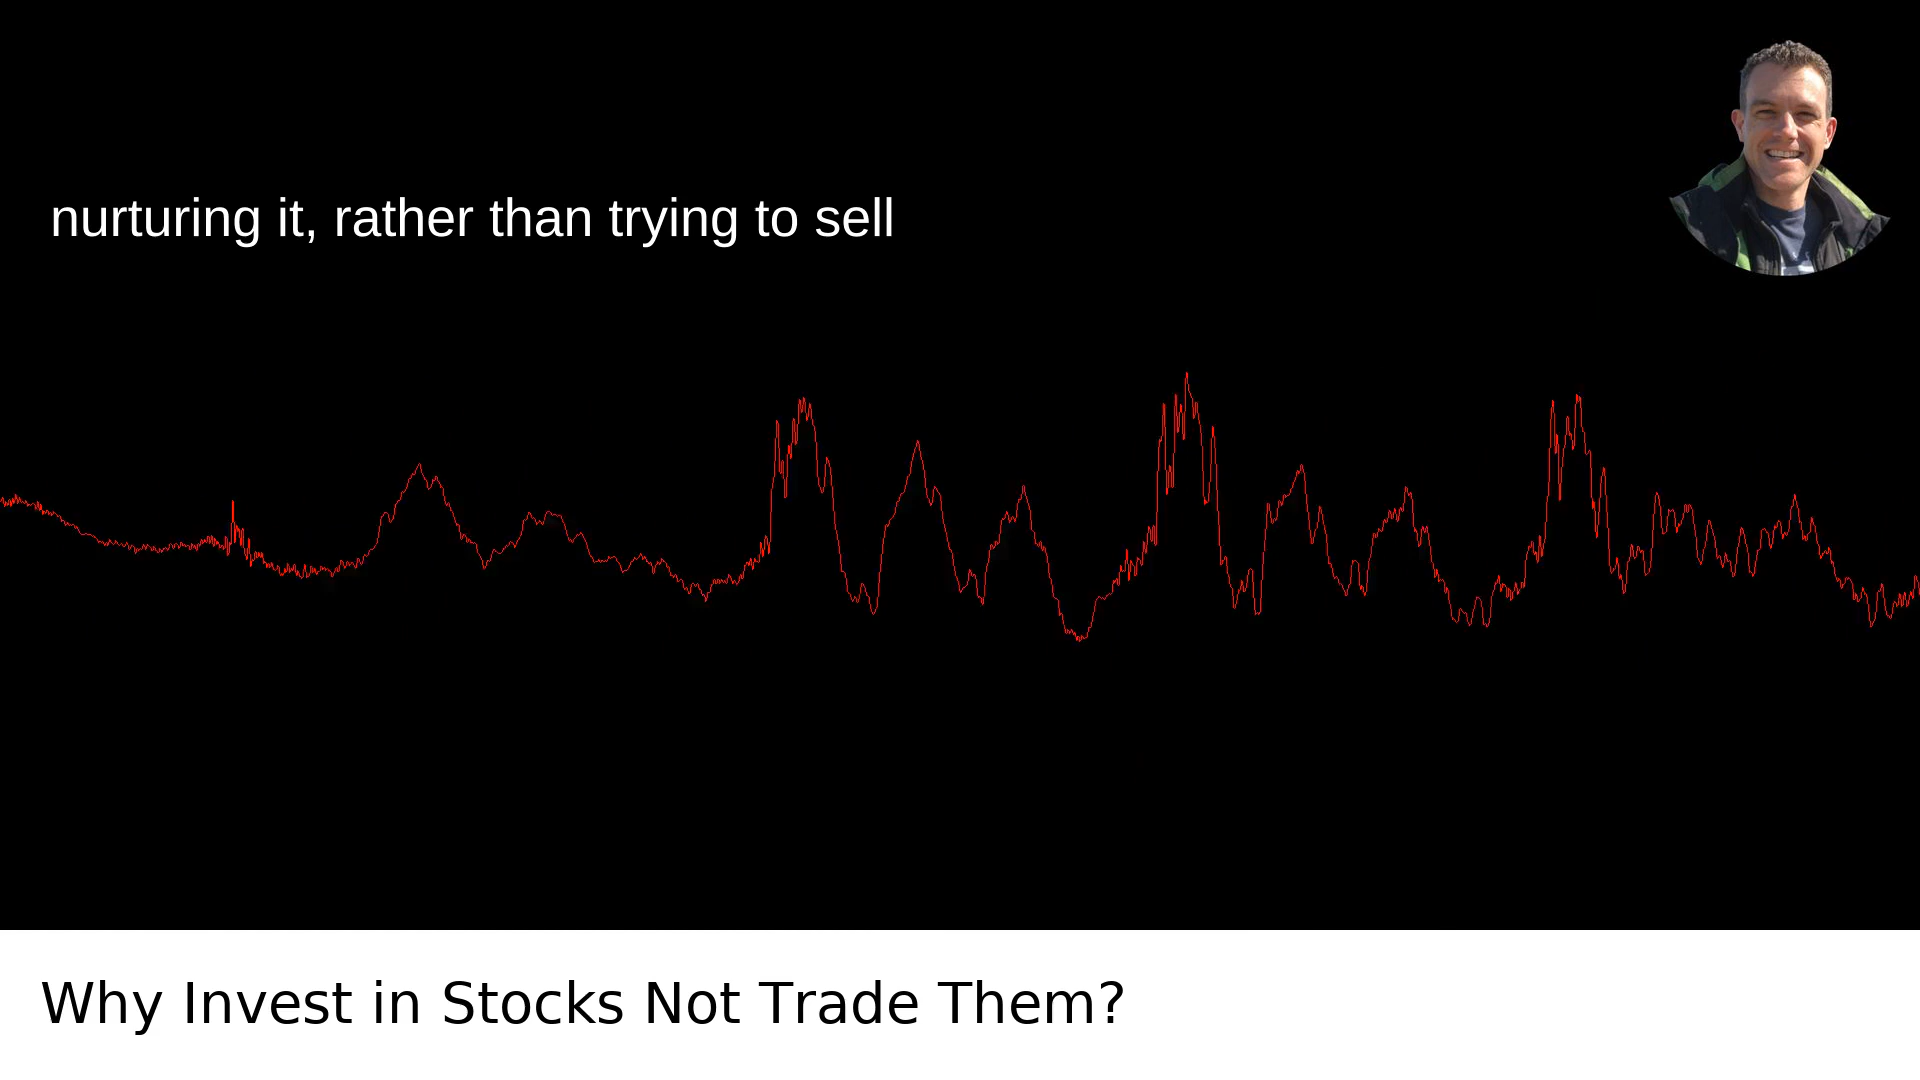 nurturing it, rather than trying to sell
Why Invest in Stocks Not Trade Them?